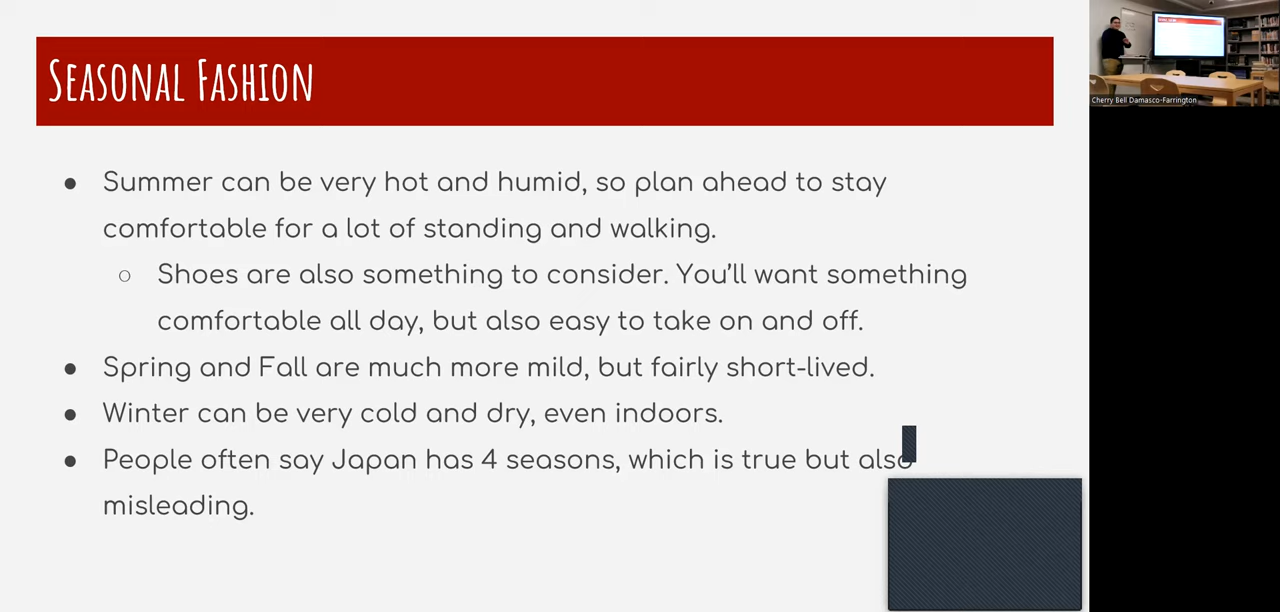 Seasonal Fashion
● Summer can be very hot and humid, so plan ahead to stay
comfortable for a lot of standing and walking.
○ Shoes are also something to consider. You'll want something
comfortable all day, but also easy to take on and off.
● Spring and Fall are much more mild, but fairly short-lived.
● Winter can be very cold and dry, even indoors.
● People often say Japan has 4 seasons, which is true but also
misleading.
Cherry Bell Damasco-Farrington